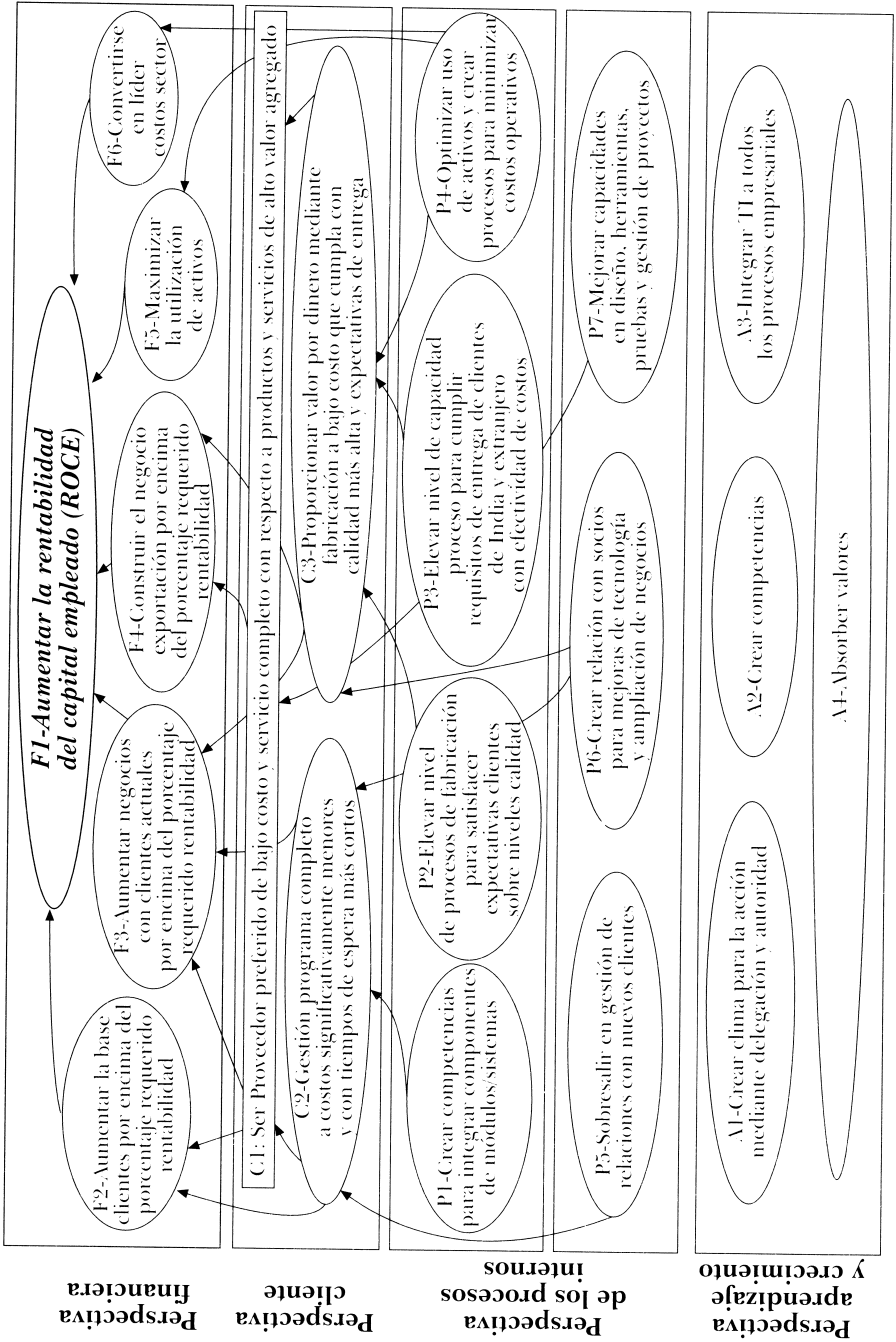 Perspectiva
financiera
F1-Aumentar la rentabilidad
del capital empleado (ROCE)
F2-Aumentar la base
clientes por encima del
porcentaje requerido
rentabilidad
F3-Aumentar negocios
con clientes actuales
por encima del porcentaje
requerido rentabilidad
F4-Construir el negocio
exportación por encima
del porcentaje requerido
rentabilidad
F5-Maximizar
la utilización
de activos
F6-Convertirse
en líder
costos sector
Perspectiva
cliente
C1: Ser Proveedor preferido de bajo costo y servicio completo con respecto a productos y servicios de alto valor agregado
C2-Gestión programa completo
a costos significativamente menores
y con tiempos de espera más cortos
C3-Proporcionar valor por dinero mediante
fabricación a bajo costo que cumpla con
calidad más alta y expectativas de entrega
Perspectiva
de los procesos
internos
P1-Crear competencias
para integrar componentes
de módulos/sistemas
P2-Elevar nivel
de procesos de fabricación
para satisfacer
expectativas clientes
sobre niveles calidad
P3-Elevar nivel de capacidad
proceso para cumplir
requisitos de entrega de clientes
de India y extranjero
con efectividad de costos
P4-Optimizar uso
de activos y crear
procesos para minimizar
costos operativos
P5-Sobresalir en gestión de
relaciones con nuevos clientes
P6-Crear relación con socios
para mejoras de tecnología
y ampliación de negocios
P7-Mejorar capacidades
en diseño, herramientas,
pruebas y gestión de proyectos
Perspectiva
aprendizaje
y crecimiento
A1-Crear clima para la acción
mediante delegación y autoridad
A2-Crear competencias
A3-Integrar TI a todos
los procesos empresariales
A4-Absorber valores